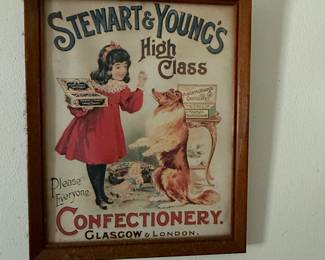 STEWART & YOUNG'S
High
Class
Please
Everyone
CONFECTIONERY.
GLASGOW & LONDON.